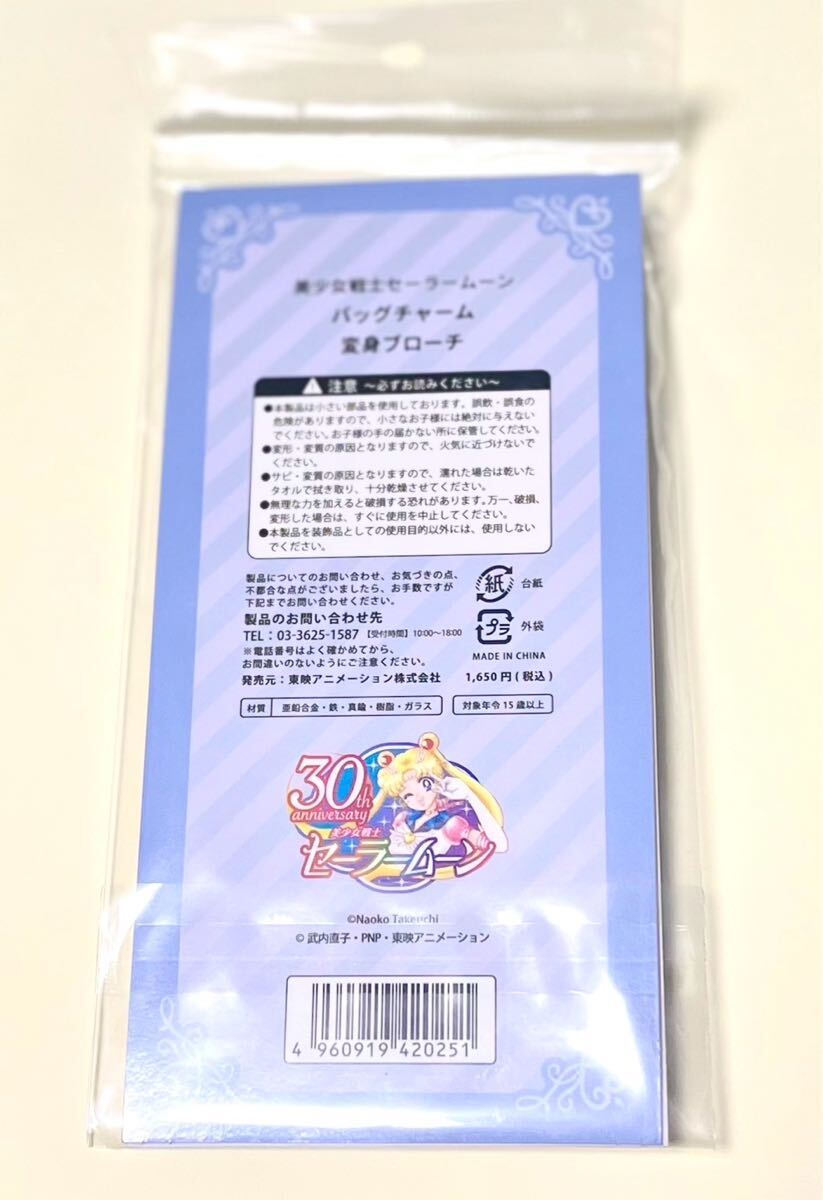 美少女戦士セーラームーン
バッグチャーム
変身ブローチ
注意 ～必ずお読みください～
●本製品は小さい部品を使用しております。誤飲・誤食の
危険がありますので、小さなお子様には絶対に与えない
でください。お子様の手の届かない所に保管してください。
●変形・変質の原因となりますので、火気に近づけないで
ください。
●サビ・変質の原因となりますので、濡れた場合は乾いた
タオルで拭き取り、十分乾燥させてください。
●無理な力を加えると破損する恐れがあります。万一、破損、
変形した場合は、すぐに使用を中止してください。
●本製品を装飾品としての使用目的以外には、使用しない
でください。
製品についてのお問い合わせ、お気づきの点、
不都合な点がございましたら、お手数ですが
下記までお問い合わせください。
製品のお問い合わせ先
TEL：03-3625-1587 【受付時間】10:00～18:00
※電話番号はよく確かめてから、
お間違いのないようにご注意ください。
発売元：東映アニメーション株式会社
紙 台紙
プラ 外袋
MADE IN CHINA
1,650円(税込)
材質 亜鉛合金・鉄・真鍮・樹脂・ガラス
対象年令15歳以上
30th
anniversary
美少女戦士
セーラームーン
©Naoko Takeuchi
© 武内直子・PNP・東映アニメーション
4 960919 420251